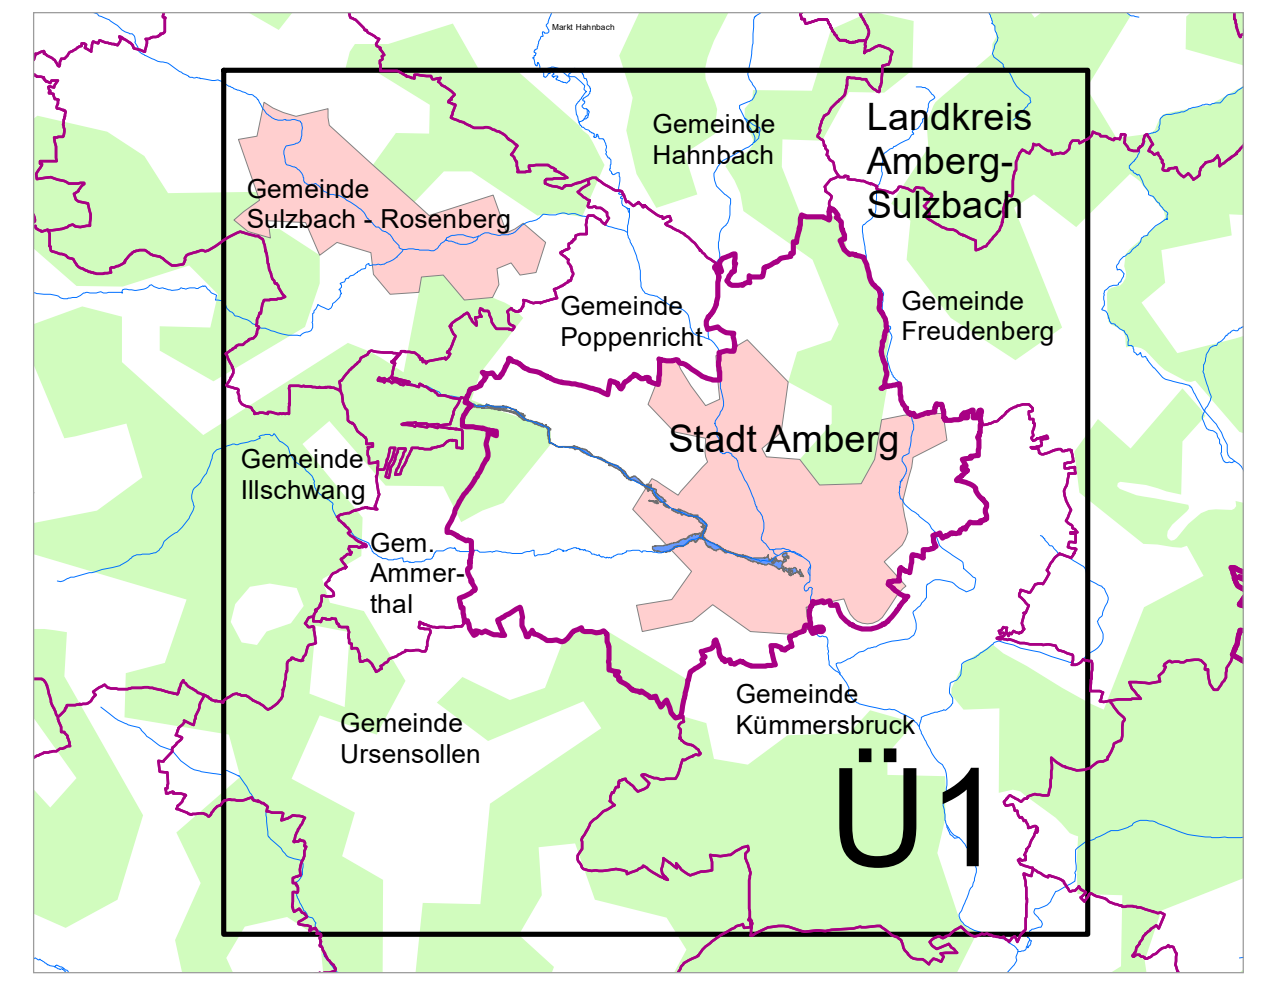 Markt Hahnbach
Gemeinde
Hahnbach
Landkreis
Amberg-
Sulzbach
Gemeinde
Sulzbach - Rosenberg
Gemeinde
Poppenricht
Gemeinde
Freudenberg
Stadt Amberg
Gemeinde
Illschwang
Gem.
Ammer-
thal
Gemeinde
Ursensollen
Gemeinde
Kümmersbruck
Ü1